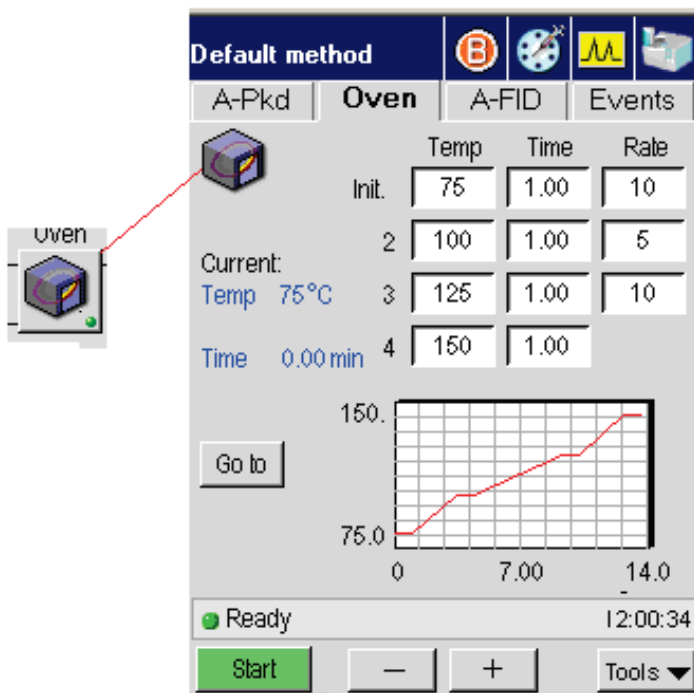 Default method
B
A-Pkd Oven A-FID Events
Temp Time Rate
Init. 75 1.00 10
2 100 1.00 5
Current:
Temp 75°C 3 125 1.00 10
Time 0.00 min 4 150 1.00
Oven
150.
Go to
75.0
0 7.00 14.0
Ready 12:00:34
Start − + Tools